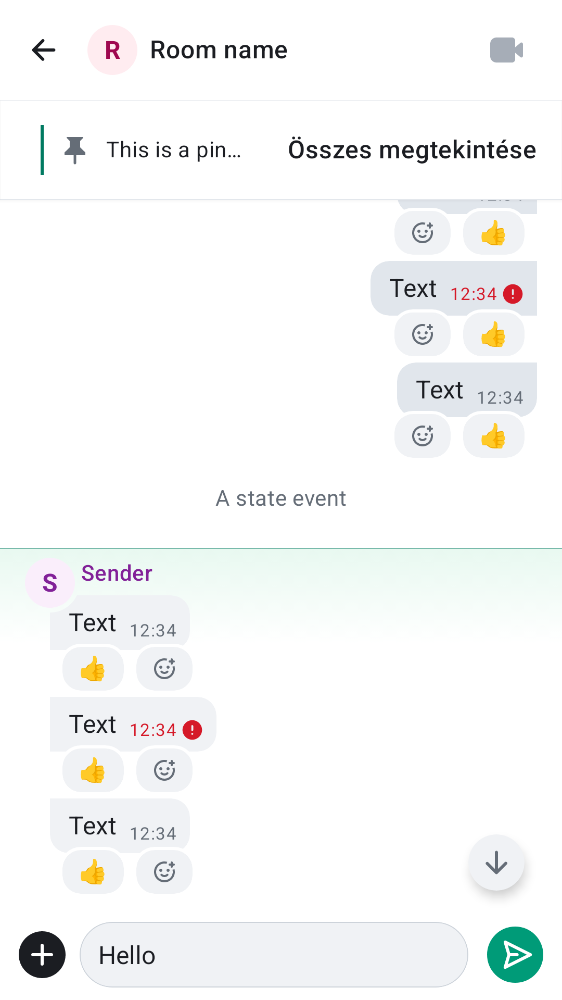 R Room name
This is a pin... Összes megtekintése
👍
Text 12:34
👍
Text 12:34
👍
A state event
S Sender
Text 12:34
👍
Text 12:34
👍
Text 12:34
👍
Hello